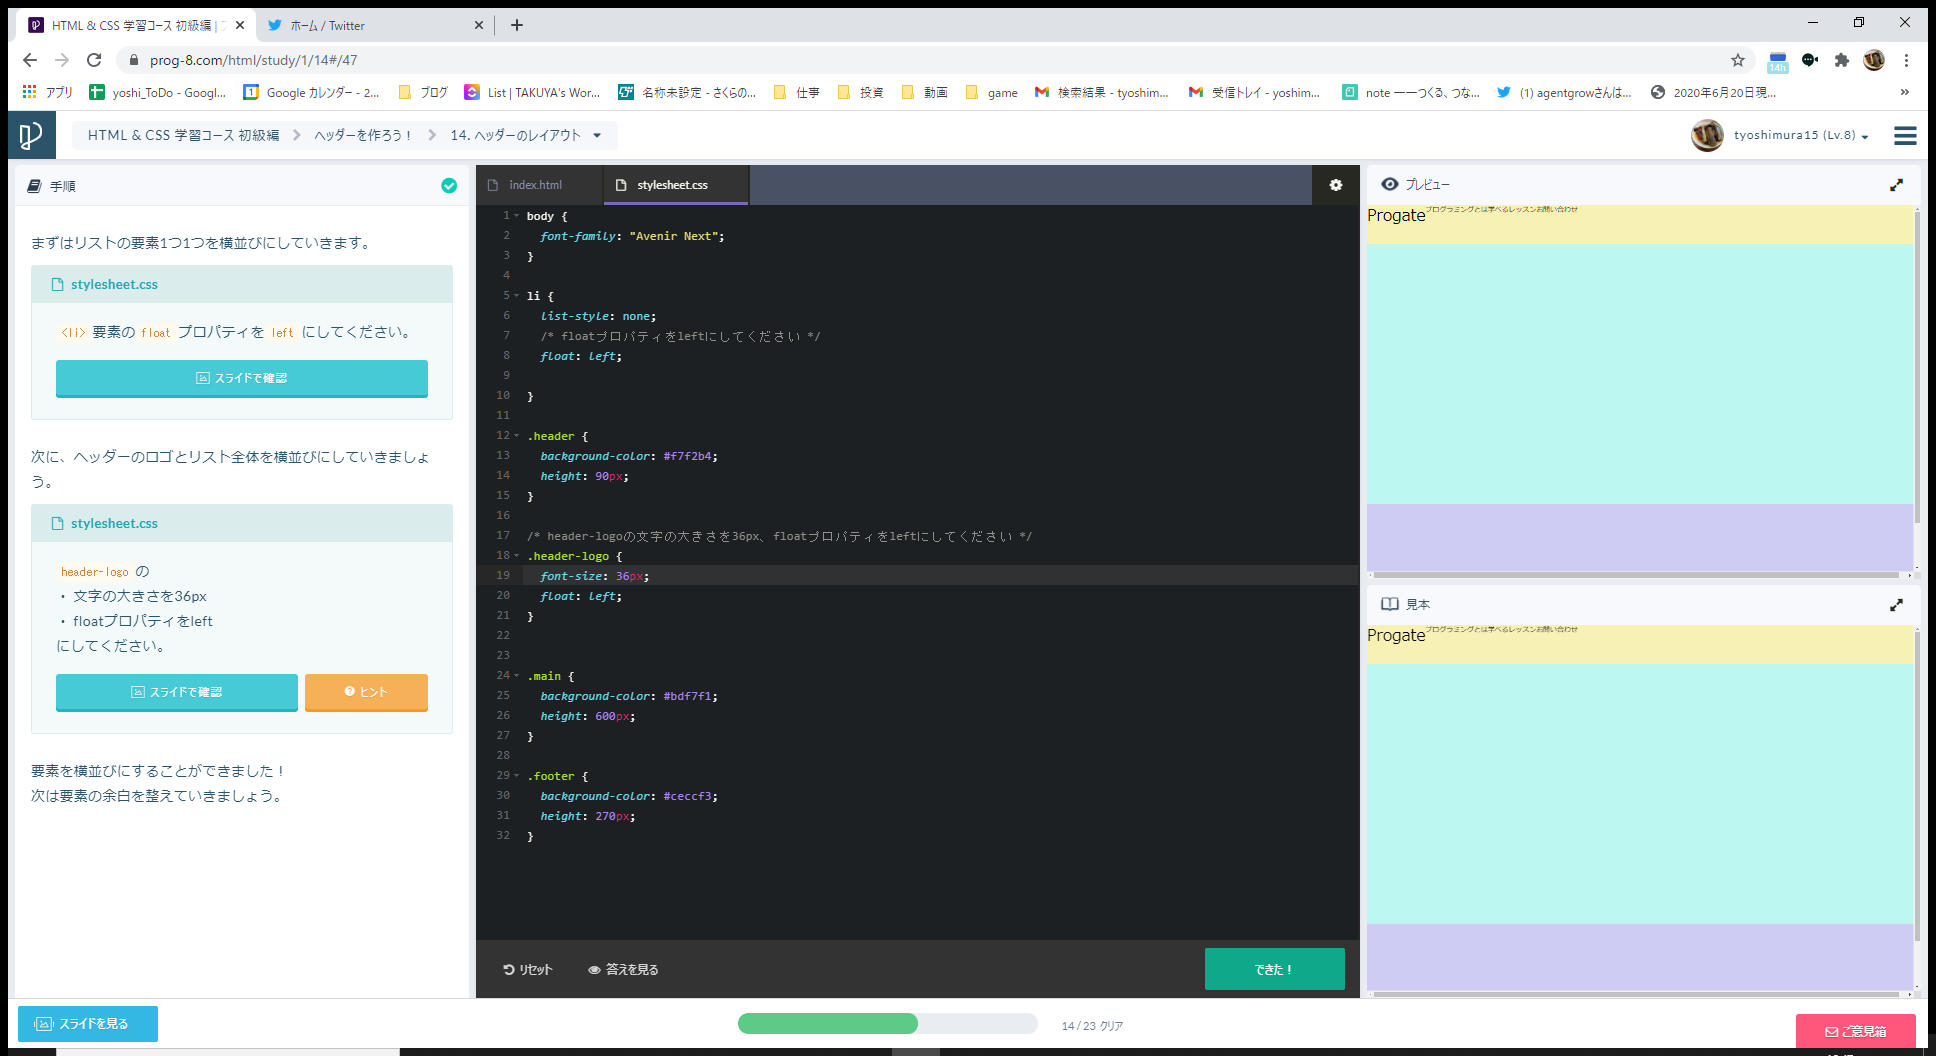 HTML & CSS 学習コース 初級編 |
ホーム / Twitter
prog-8.com/html/study/1/14#/47
14h
アプリ
yoshi_ToDo - Googl...
Google カレンダー - 2...
ブログ
List | TAKUYA's Wor...
名称未設定 - さくらの...
仕事
投資
動画
game
検索結果 - tyoshim...
受信トレイ - yoshim...
note ――つくる、つな...
(1) agentgrowさんは...
2020年6月20日現...
»
HTML & CSS 学習コース 初級編
ヘッダーを作ろう！
14. ヘッダーのレイアウト
tyoshimura15 (Lv.8)
手順
まずはリストの要素1つ1つを横並びにしていきます。
stylesheet.css
<li> 要素の float プロパティを left にしてください。
スライドで確認
次に、ヘッダーのロゴとリスト全体を横並びにしていきましょ
う。
stylesheet.css
header-logo の
・ 文字の大きさを36px
・ floatプロパティをleft
にしてください。
スライドで確認
ヒント
要素を横並びにすることができました！
次は要素の余白を整えていきましょう。
index.html
stylesheet.css
1 body {
2 font-family: "Avenir Next";
3 }
4
5 li {
6 list-style: none;
7 /* floatプロパティをleftにしてください */
8 float: left;
9
10 }
11
12 .header {
13 background-color: #f7f2b4;
14 height: 90px;
15 }
16
17 /* header-logoの文字の大きさを36px、floatプロパティをleftにしてください */
18 .header-logo {
19 font-size: 36px;
20 float: left;
21 }
22
23
24 .main {
25 background-color: #bdf7f1;
26 height: 600px;
27 }
28
29 .footer {
30 background-color: #ceccf3;
31 height: 270px;
32 }
リセット
答えを見る
できた！
プレビュー
Progate
プログラミングとは学べるレッスンお問い合わせ
見本
Progate
プログラミングとは学べるレッスンお問い合わせ
スライドを見る
14 / 23 クリア
ご意見箱